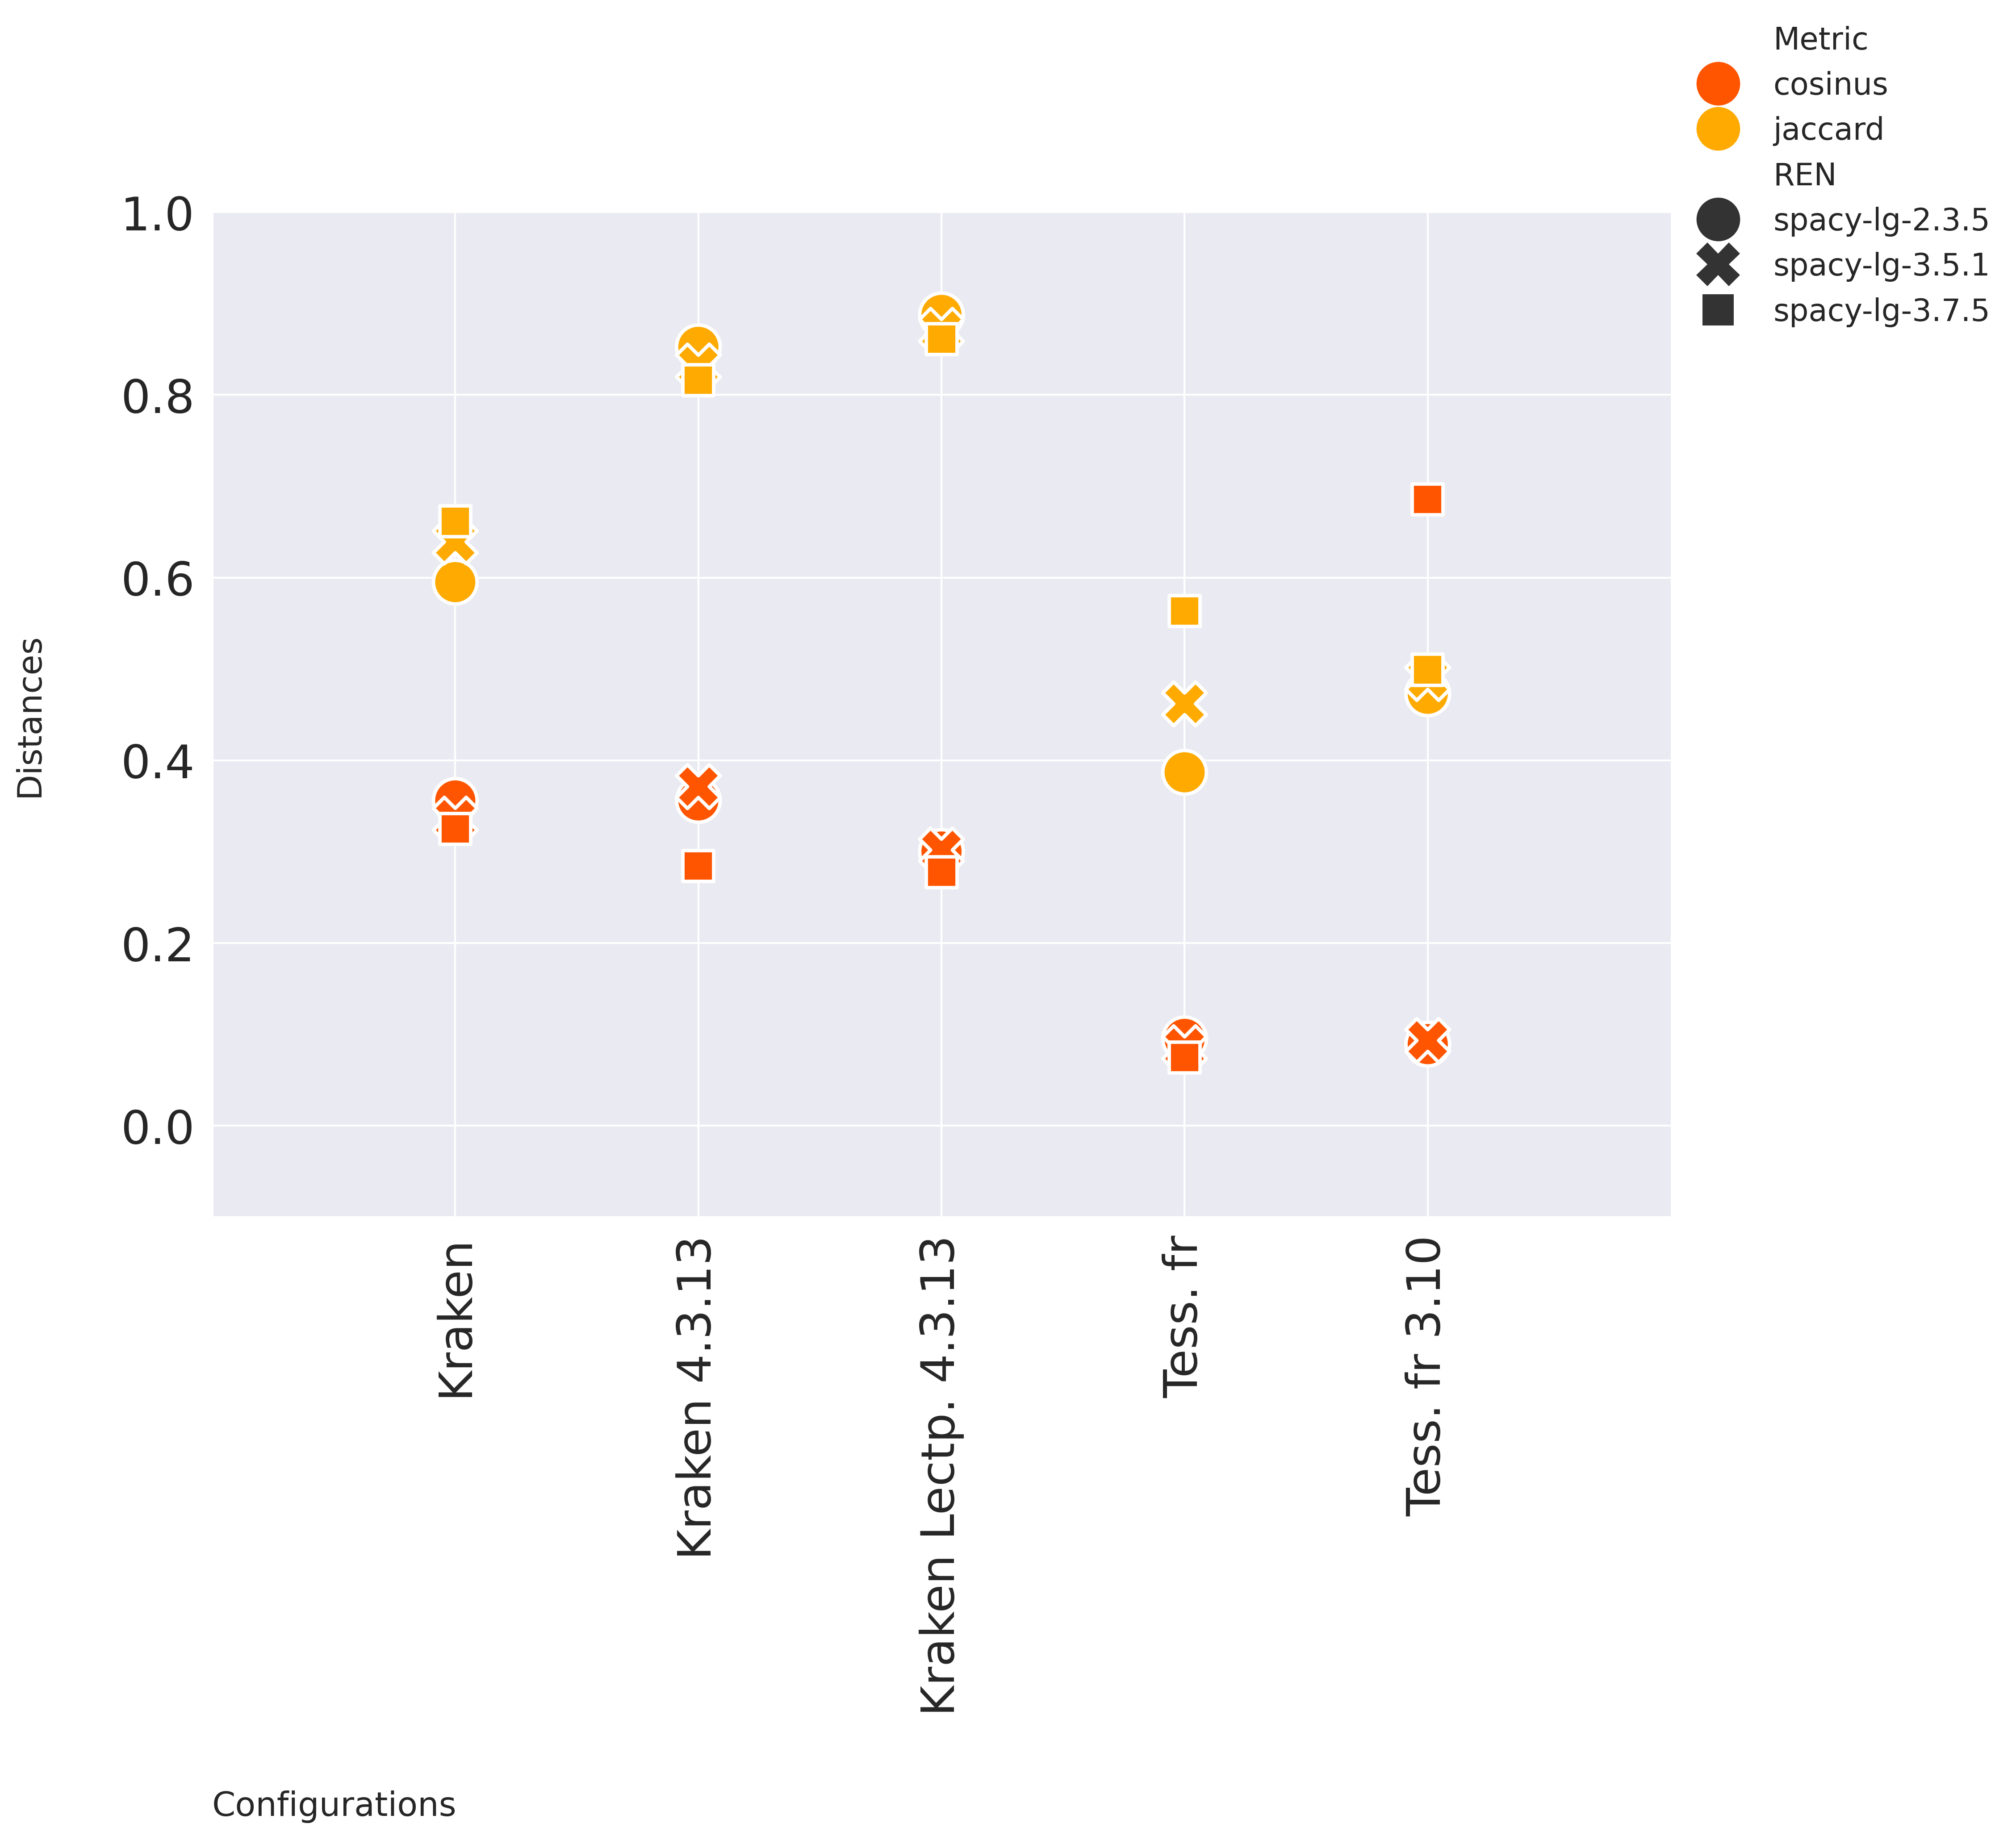 Metric
cosinus
jaccard
REN
spacy-lg-2.3.5
spacy-lg-3.5.1
spacy-lg-3.7.5
1.0
0.8
0.6
0.4
0.2
0.0
Distances
Kraken
Kraken 4.3.13
Kraken Lectp. 4.3.13
Tess. fr
Tess. fr 3.10
Configurations